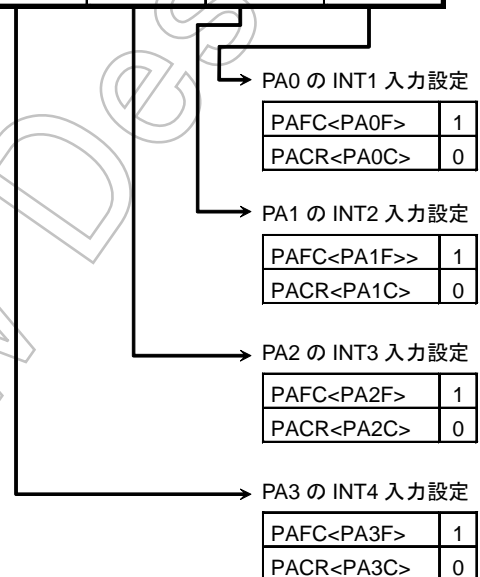 PA0 の INT1 入力設定
PAFC<PA0F> 1
PACR<PA0C> 0
PA1 の INT2 入力設定
PAFC<PA1F>> 1
PACR<PA1C> 0
PA2 の INT3 入力設定
PAFC<PA2F> 1
PACR<PA2C> 0
PA3 の INT4 入力設定
PAFC<PA3F> 1
PACR<PA3C> 0